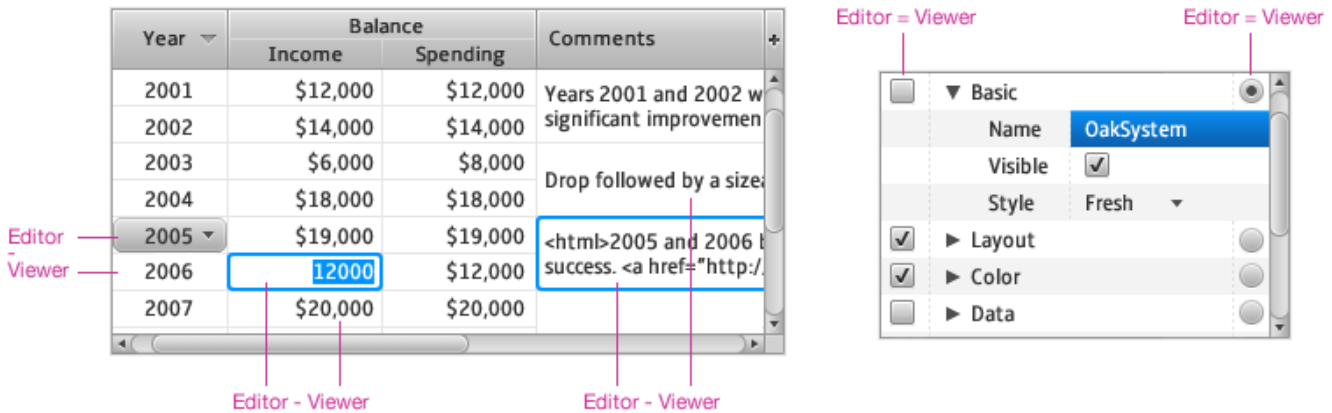 Editor = Viewer
Editor = Viewer
Year Balance Comments +
Income Spending
2001 $12,000 $12,000 Years 2001 and 2002 w
2002 $14,000 $14,000 significant improvemen
2003 $6,000 $8,000
Drop followed by a size
2004 $18,000 $18,000
2005 $19,000 $19,000 <html>2005 and 2006 b
2006 12000 $12,000 success. <a href="http:/
2007 $20,000 $20,000
Editor
-
Viewer
Editor - Viewer
Editor - Viewer
Basic
Name OakSystem
Visible
Style Fresh
Layout
Color
Data